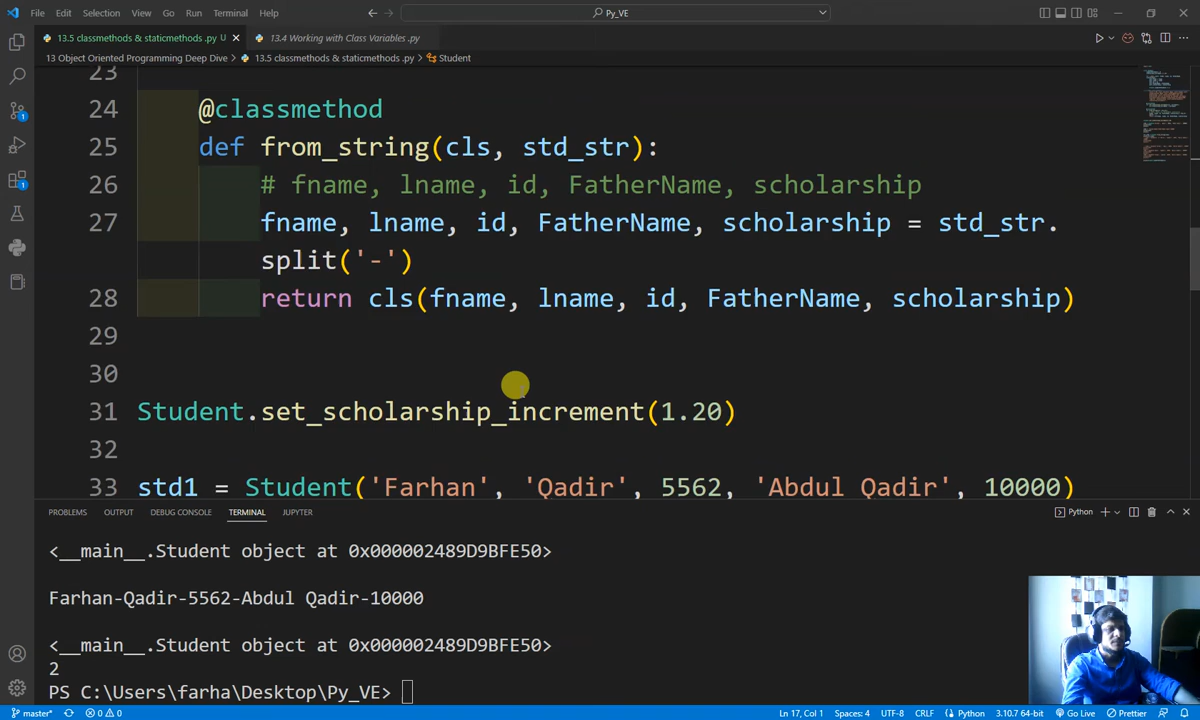 File Edit Selection View Go Run Terminal Help
Py_VE
13.5 classmethods & staticmethods .py U
13.4 Working with Class Variables .py
13 Object Oriented Programming Deep Dive > 13.5 classmethods & staticmethods .py > Student
23
24 @classmethod
25 def from_string(cls, std_str):
26 # fname, lname, id, FatherName, scholarship
27 fname, lname, id, FatherName, scholarship = std_str.
split('-')
28 return cls(fname, lname, id, FatherName, scholarship)
29
30
31 Student.set_scholarship_increment(1.20)
32
33 std1 = Student('Farhan', 'Qadir', 5562, 'Abdul Qadir', 10000)
PROBLEMS OUTPUT DEBUG CONSOLE TERMINAL JUPYTER
Python
<__main__.Student object at 0x000002489D9BFE50>
Farhan-Qadir-5562-Abdul Qadir-10000
<__main__.Student object at 0x000002489D9BFE50>
2
PS C:\Users\farha\Desktop\Py_VE>
master* 0 0 Ln 17, Col 1 Spaces: 4 UTF-8 CRLF Python 3.10.7 64-bit Go Live Prettier